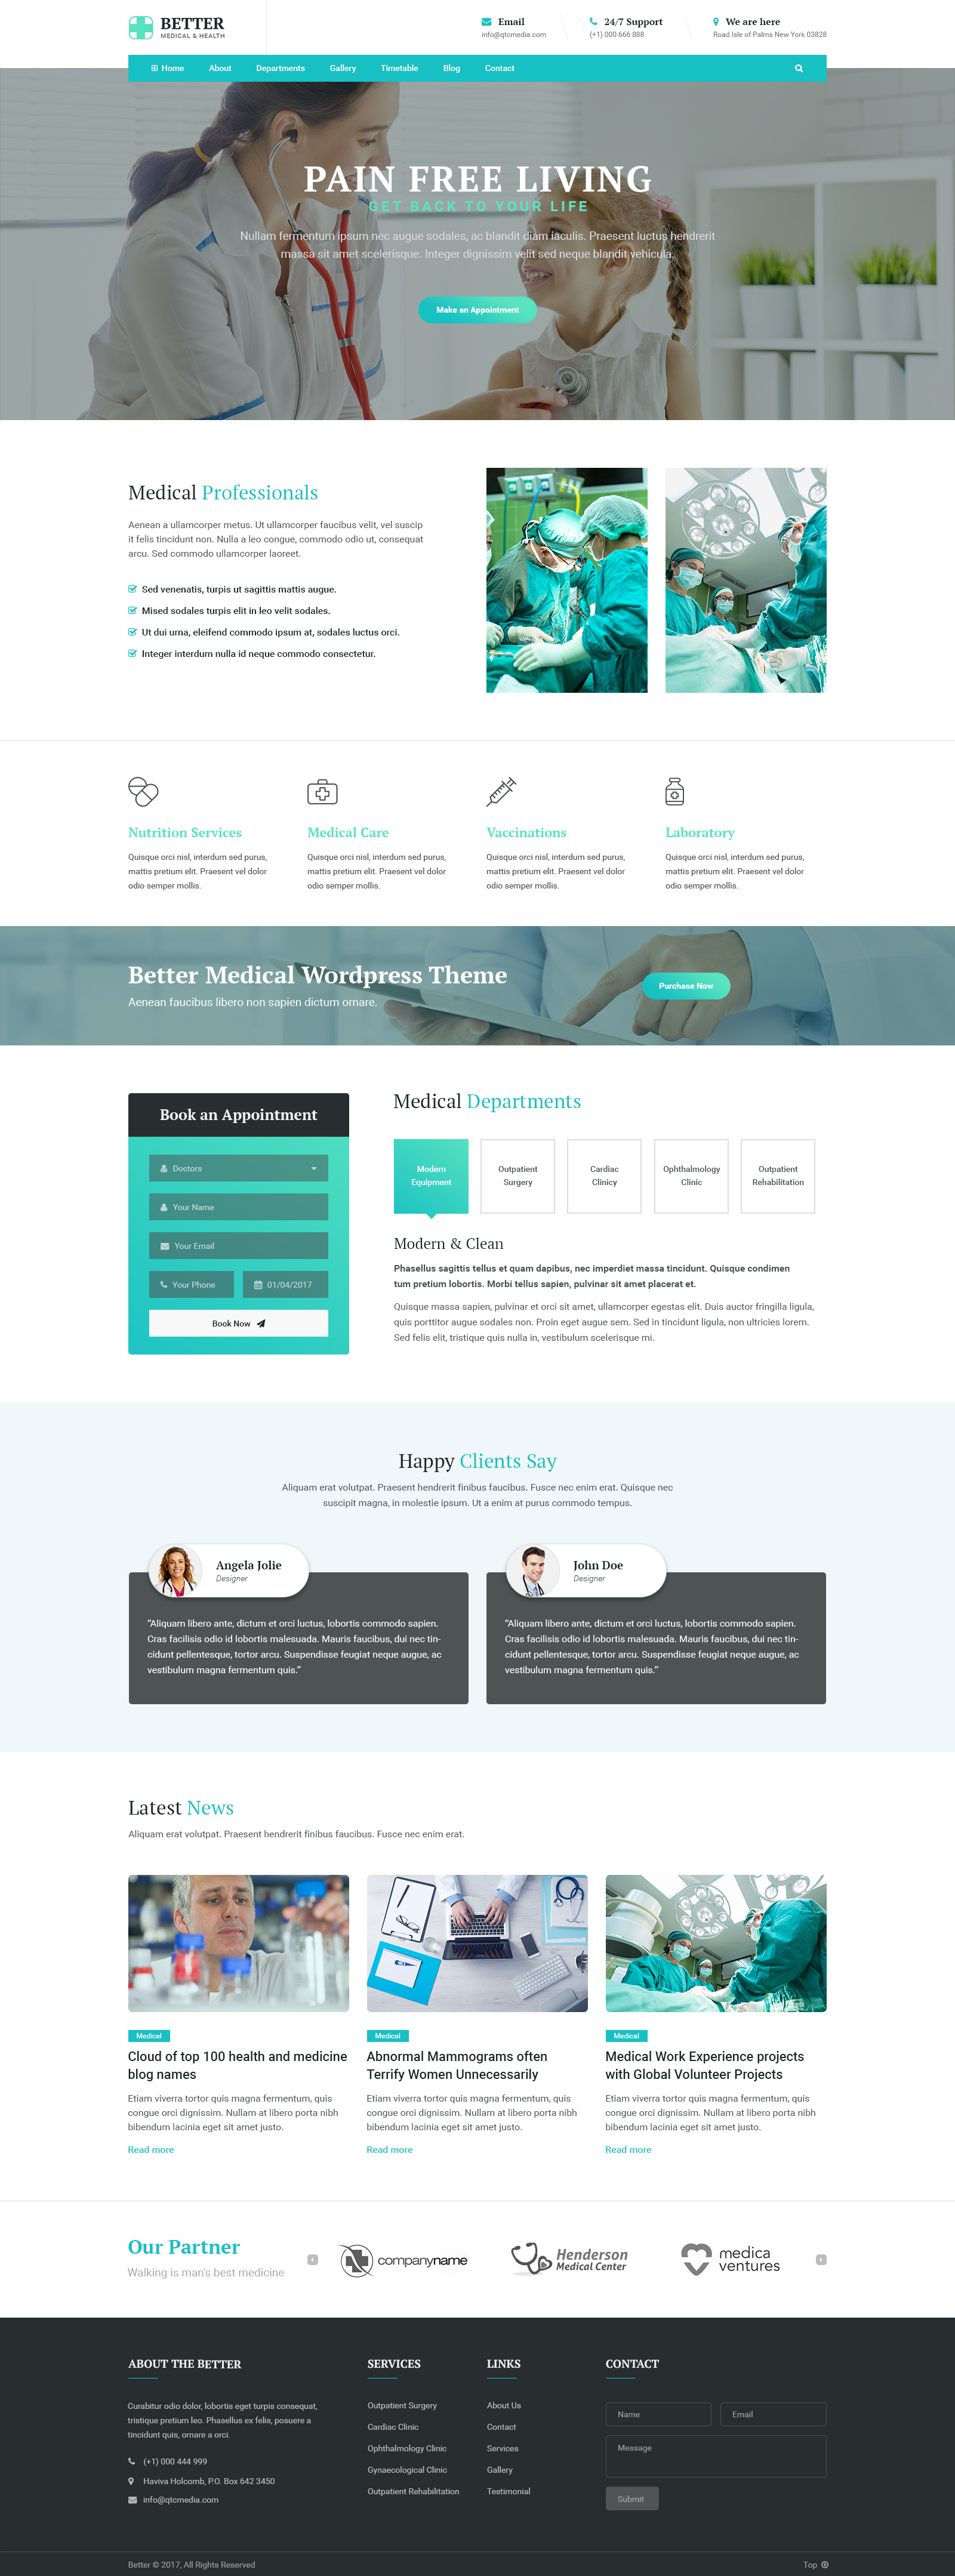 BETTER
MEDICAL & HEALTH
Email
info@qtcmedia.com
24/7 Support
(+1) 000 666 888
We are here
Road Isle of Palms New York 03828
Home About Departments Gallery Timetable Blog Contact
PAIN FREE LIVING
GET BACK TO YOUR LIFE
Nullam fermentum ipsum nec augue sodales, ac blandit diam iaculis. Praesent luctus hendrerit
massa sit amet scelerisque. Integer dignissim velit sed neque blandit vehicula.
Make an Appointment
Medical Professionals
Aenean a ullamcorper metus. Ut ullamcorper faucibus velit, vel suscip
it felis tincidunt non. Nulla a leo congue, commodo odio ut, consequat
arcu. Sed commodo ullamcorper laoreet.
Sed venenatis, turpis ut sagittis mattis augue.
Mised sodales turpis elit in leo velit sodales.
Ut dui urna, eleifend commodo ipsum at, sodales luctus orci.
Integer interdum nulla id neque commodo consectetur.
Nutrition Services
Quisque orci nisl, interdum sed purus,
mattis pretium elit. Praesent vel dolor
odio semper mollis.
Medical Care
Quisque orci nisl, interdum sed purus,
mattis pretium elit. Praesent vel dolor
odio semper mollis.
Vaccinations
Quisque orci nisl, interdum sed purus,
mattis pretium elit. Praesent vel dolor
odio semper mollis.
Laboratory
Quisque orci nisl, interdum sed purus,
mattis pretium elit. Praesent vel dolor
odio semper mollis.
Better Medical Wordpress Theme
Aenean faucibus libero non sapien dictum ornare.
Purchase Now
Book an Appointment
Doctors
Your Name
Your Email
Your Phone
01/04/2017
Book Now
Medical Departments
Modern
Equipment
Outpatient
Surgery
Cardiac
Clinicy
Ophthalmology
Clinic
Outpatient
Rehabilitation
Modern & Clean
Phasellus sagittis tellus et quam dapibus, nec imperdiet massa tincidunt. Quisque condimen
tum pretium lobortis. Morbi tellus sapien, pulvinar sit amet placerat et.
Quisque massa sapien, pulvinar et orci sit amet, ullamcorper egestas elit. Duis auctor fringilla ligula,
quis porttitor augue sodales non. Proin eget augue sem. Sed in tincidunt ligula, non ultricies lorem.
Sed felis elit, tristique quis nulla in, vestibulum scelerisque mi.
Happy Clients Say
Aliquam erat volutpat. Praesent hendrerit finibus faucibus. Fusce nec enim erat. Quisque nec
suscipit magna, in molestie ipsum. Ut a enim at purus commodo tempus.
Angela Jolie
Designer
“Aliquam libero ante, dictum et orci luctus, lobortis commodo sapien.
Cras facilisis odio id lobortis malesuada. Mauris faucibus, dui nec tin-
cidunt pellentesque, tortor arcu. Suspendisse feugiat neque augue, ac
vestibulum magna fermentum quis.”
John Doe
Designer
“Aliquam libero ante, dictum et orci luctus, lobortis commodo sapien.
Cras facilisis odio id lobortis malesuada. Mauris faucibus, dui nec tin-
cidunt pellentesque, tortor arcu. Suspendisse feugiat neque augue, ac
vestibulum magna fermentum quis.”
Latest News
Aliquam erat volutpat. Praesent hendrerit finibus faucibus. Fusce nec enim erat.
Medical
Cloud of top 100 health and medicine
blog names
Etiam viverra tortor quis magna fermentum, quis
congue orci dignissim. Nullam at libero porta nibh
bibendum lacinia eget sit amet justo.
Read more
Medical
Abnormal Mammograms often
Terrify Women Unnecessarily
Etiam viverra tortor quis magna fermentum, quis
congue orci dignissim. Nullam at libero porta nibh
bibendum lacinia eget sit amet justo.
Read more
Medical
Medical Work Experience projects
with Global Volunteer Projects
Etiam viverra tortor quis magna fermentum, quis
congue orci dignissim. Nullam at libero porta nibh
bibendum lacinia eget sit amet justo.
Read more
Our Partner
Walking is man's best medicine
companyname
Henderson
Medical Center
medica
ventures
ABOUT THE BETTER
Curabitur odio dolor, lobortis eget turpis consequat,
tristique pretium leo. Phasellus ex felis, posuere a
tincidunt quis, ornare a orci.
(+1) 000 444 999
Haviva Holcomb, P.O. Box 642 3450
info@qtcmedia.com
SERVICES
Outpatient Surgery
Cardiac Clinic
Ophthalmology Clinic
Gynaecological Clinic
Outpatient Rehabilitation
LINKS
About Us
Contact
Services
Gallery
Testimonial
CONTACT
Name
Email
Message
Submit
Better © 2017, All Rights Reserved
Top